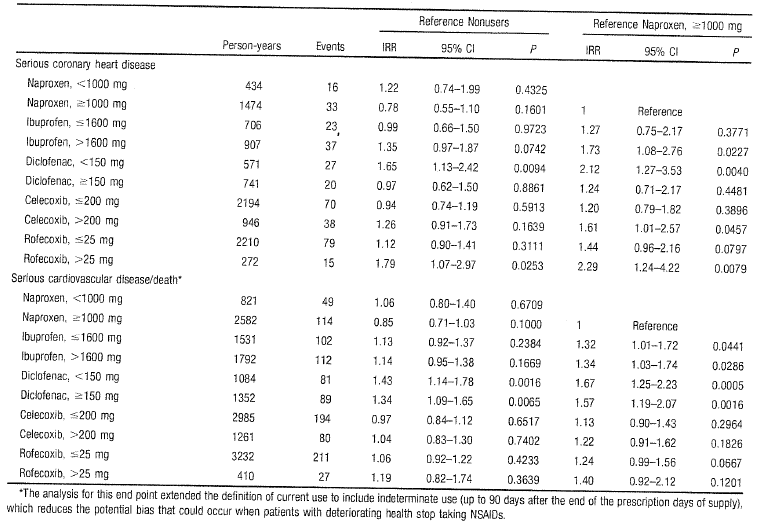 Reference Nonusers Reference Naproxen, ≥1000 mg
Person-years Events IRR 95% CI P IRR 95% CI P
Serious coronary heart disease
Naproxen, <1000 mg 434 16 1.22 0.74–1.99 0.4325
Naproxen, ≥1000 mg 1474 33 0.78 0.55–1.10 0.1601 1 Reference
Ibuprofen, ≤1600 mg 706 23 0.99 0.66–1.50 0.9723 1.27 0.75–2.17 0.3771
Ibuprofen, >1600 mg 907 37 1.35 0.97–1.87 0.0742 1.73 1.08–2.76 0.0227
Diclofenac, <150 mg 571 27 1.65 1.13–2.42 0.0094 2.12 1.27–3.53 0.0040
Diclofenac, ≥150 mg 741 20 0.97 0.62–1.50 0.8861 1.24 0.71–2.17 0.4481
Celecoxib, ≤200 mg 2194 70 0.94 0.74–1.19 0.5913 1.20 0.79–1.82 0.3896
Celecoxib, >200 mg 946 38 1.26 0.91–1.73 0.1639 1.61 1.01–2.57 0.0457
Rofecoxib, ≤25 mg 2210 79 1.12 0.90–1.41 0.3111 1.44 0.96–2.16 0.0797
Rofecoxib, >25 mg 272 15 1.79 1.07–2.97 0.0253 2.29 1.24–4.22 0.0079
Serious cardiovascular disease/death*
Naproxen, <1000 mg 821 49 1.06 0.80–1.40 0.6709
Naproxen, ≥1000 mg 2582 114 0.85 0.71–1.03 0.1000 1 Reference
Ibuprofen, ≤1600 mg 1531 102 1.13 0.92–1.37 0.2384 1.32 1.01–1.72 0.0441
Ibuprofen, >1600 mg 1792 112 1.14 0.95–1.38 0.1669 1.34 1.03–1.74 0.0286
Diclofenac, <150 mg 1084 81 1.43 1.14–1.78 0.0016 1.67 1.25–2.23 0.0005
Diclofenac, ≥150 mg 1352 89 1.34 1.09–1.65 0.0065 1.57 1.19–2.07 0.0016
Celecoxib, ≤200 mg 2985 194 0.97 0.84–1.12 0.6517 1.13 0.90–1.43 0.2964
Celecoxib, >200 mg 1261 80 1.04 0.83–1.30 0.7402 1.22 0.91–1.62 0.1826
Rofecoxib, ≤25 mg 3232 211 1.06 0.92–1.22 0.4233 1.24 0.99–1.56 0.0667
Rofecoxib, >25 mg 410 27 1.19 0.82–1.74 0.3639 1.40 0.92–2.12 0.1201
*The analysis for this end point extended the definition of current use to include indeterminate use (up to 90 days after the end of the prescription days of supply),
which reduces the potential bias that could occur when patients with deteriorating health stop taking NSAIDs.